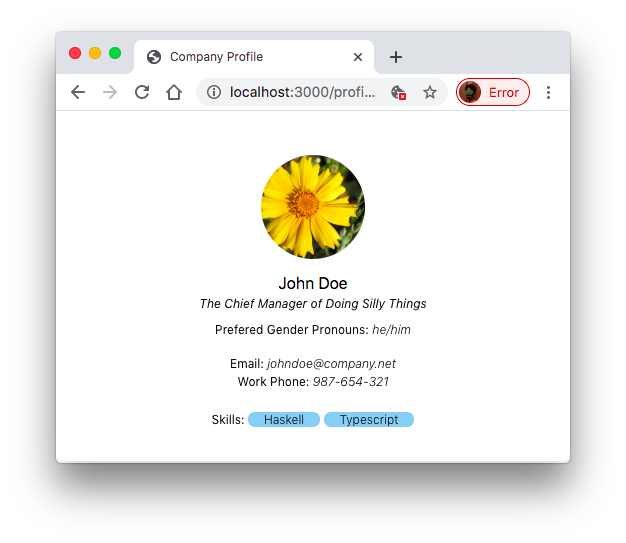 Company Profile
localhost:3000/profi...
Error
John Doe
The Chief Manager of Doing Silly Things
Prefered Gender Pronouns: he/him
Email: johndoe@company.net
Work Phone: 987-654-321
Skills: Haskell Typescript